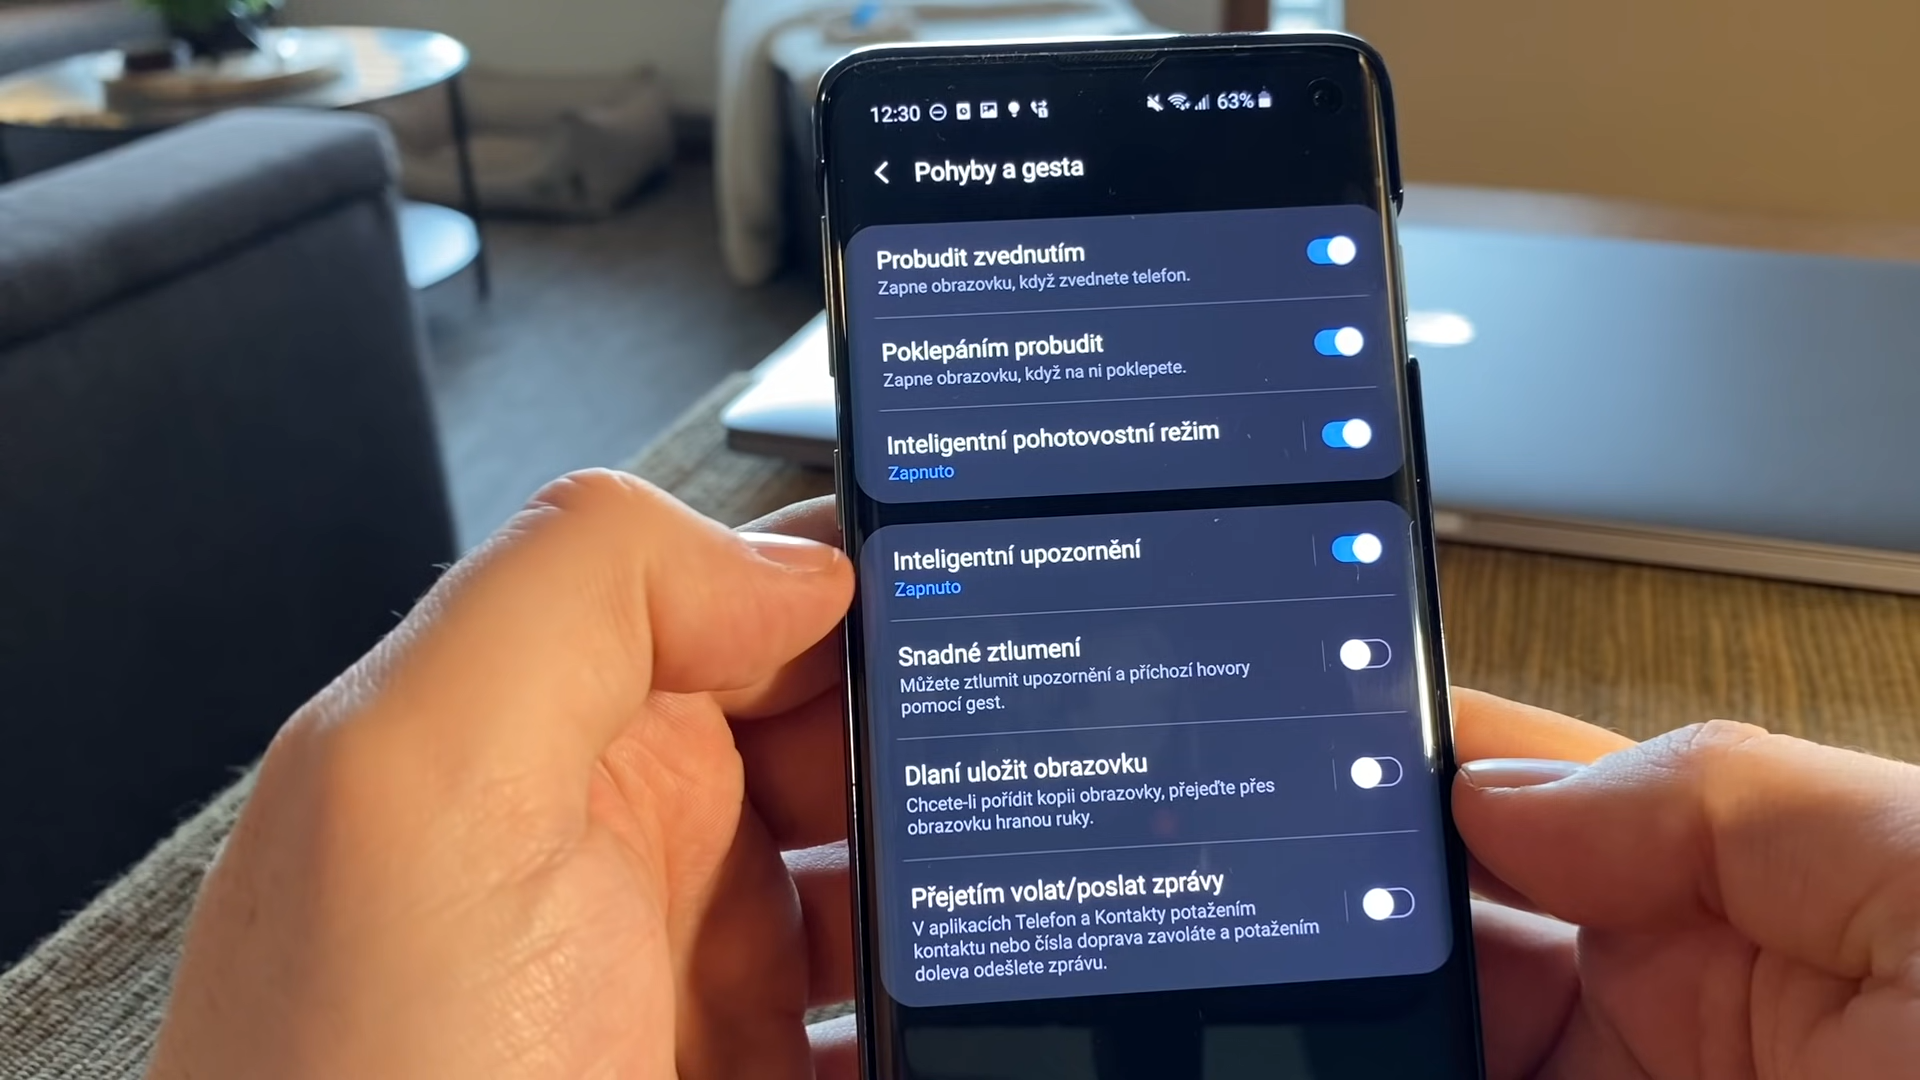 12:30
63%
Pohyby a gesta
Probudit zvednutím
Zapne obrazovku, když zvednete telefon.
Poklepáním probudit
Zapne obrazovku, když na ni poklepete.
Inteligentní pohotovostní režim
Zapnuto
Inteligentní upozornění
Zapnuto
Snadné ztlumení
Můžete ztlumit upozornění a příchozí hovory
pomocí gest.
Dlaní uložit obrazovku
Chcete-li pořídit kopii obrazovky, přejeďte přes
obrazovku hranou ruky.
Přejetím volat/poslat zprávy
V aplikacích Telefon a Kontakty potažením
kontaktu nebo čísla doprava zavoláte a potažením
doleva odešlete zprávu.